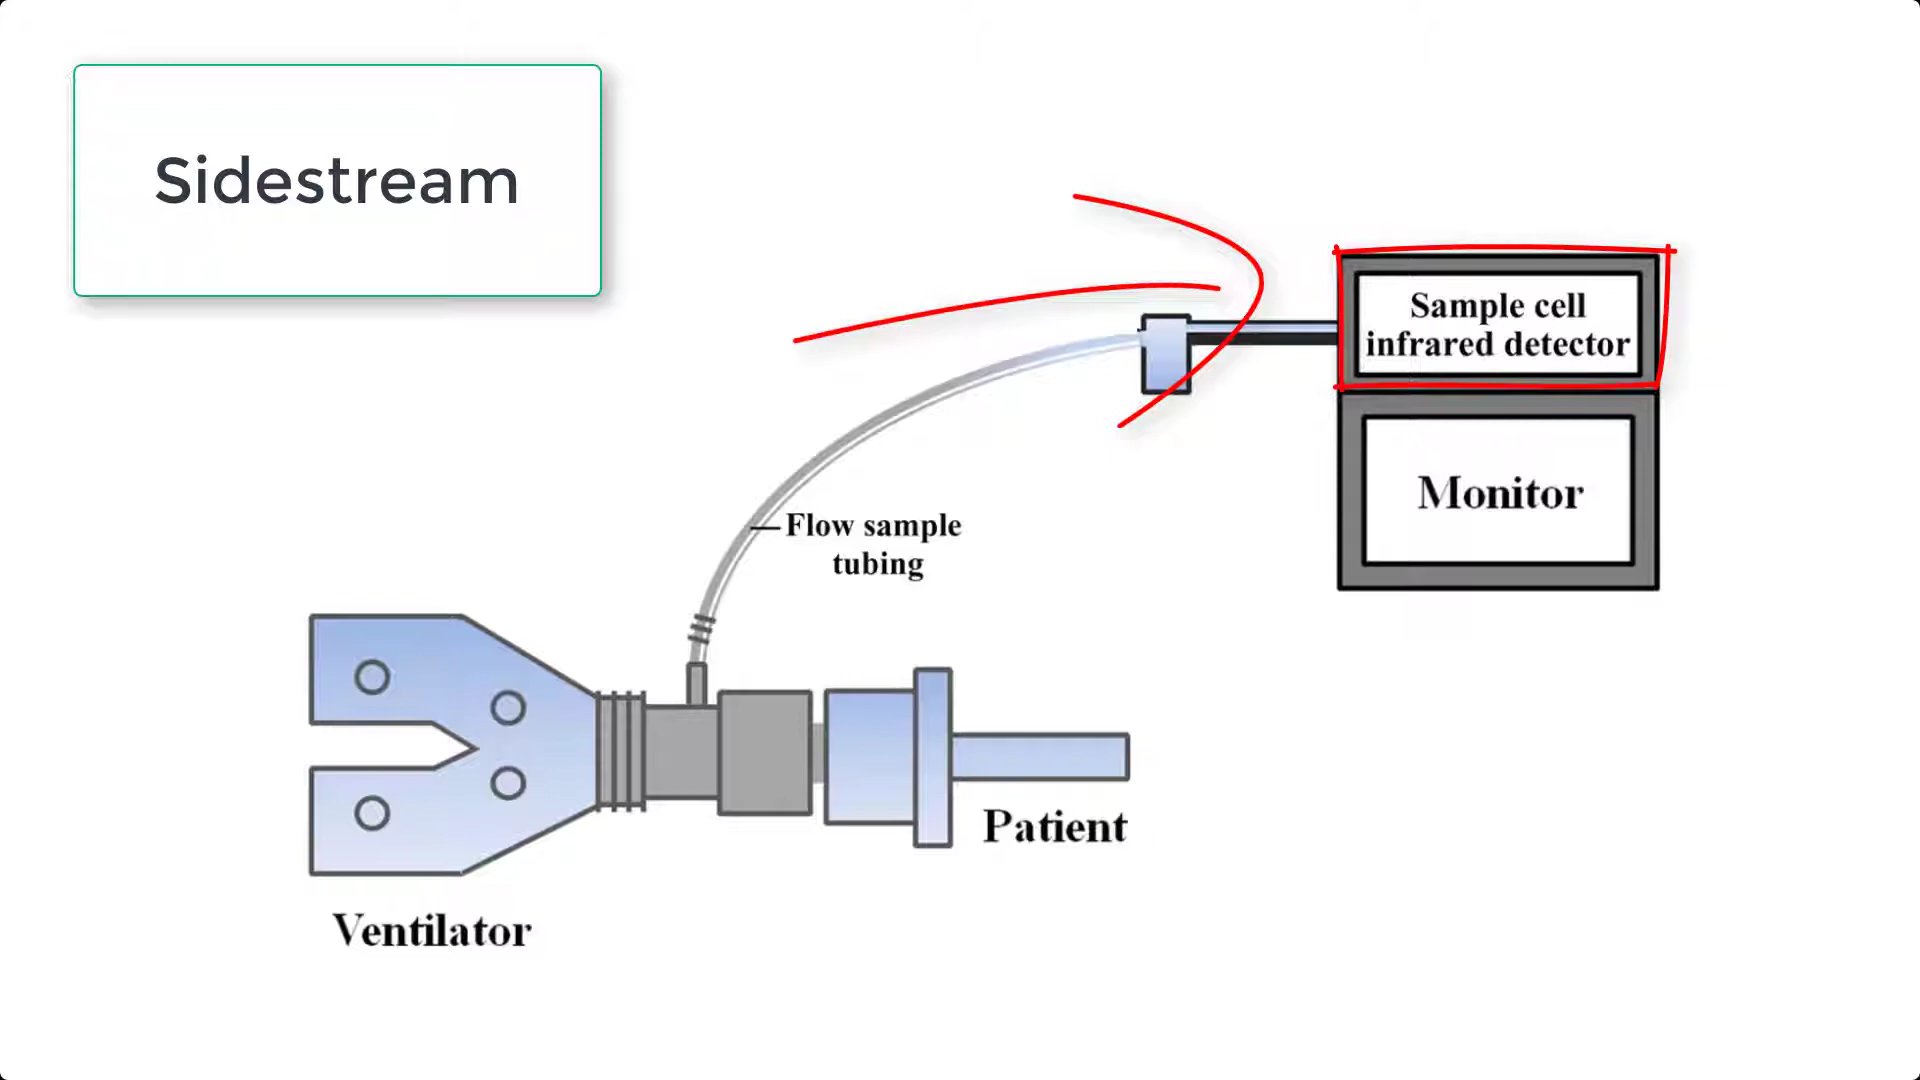 Sidestream
Sample cell
infrared detector
Monitor
Flow sample
tubing
Patient
Ventilator